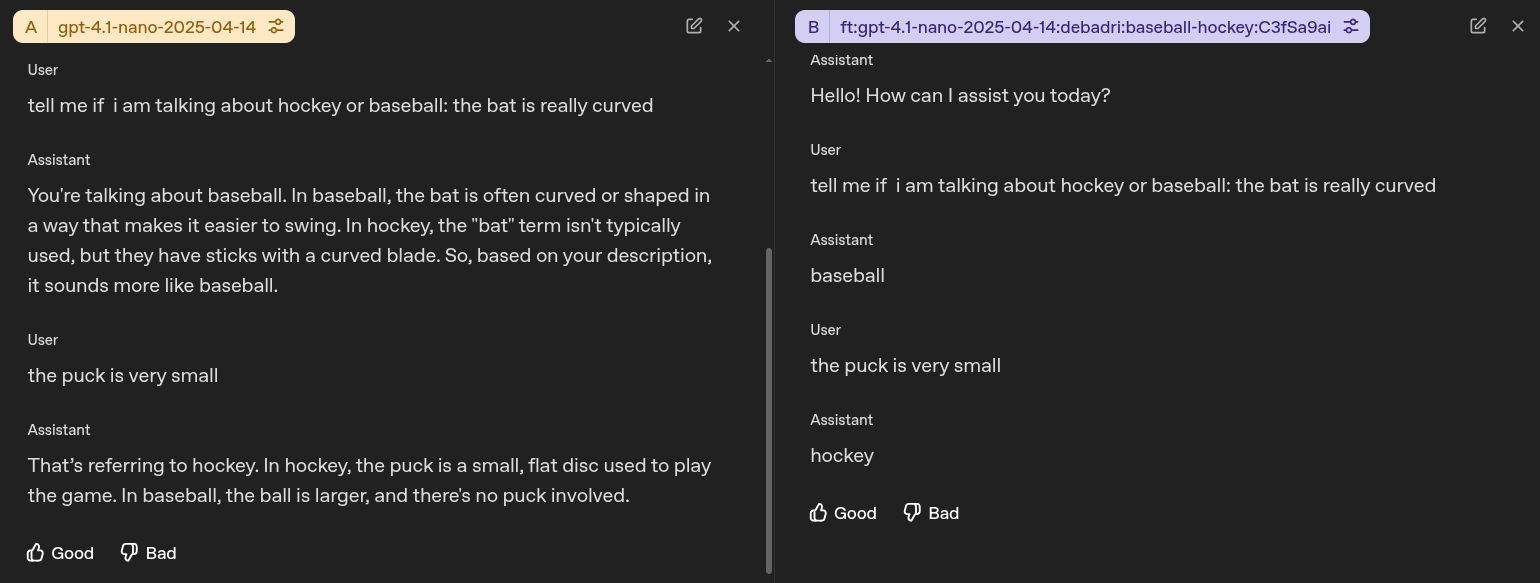 A gpt-4.1-nano-2025-04-14
User
tell me if  i am talking about hockey or baseball: the bat is really curved
Assistant
You're talking about baseball. In baseball, the bat is often curved or shaped in
a way that makes it easier to swing. In hockey, the "bat" term isn't typically
used, but they have sticks with a curved blade. So, based on your description,
it sounds more like baseball.
User
the puck is very small
Assistant
That’s referring to hockey. In hockey, the puck is a small, flat disc used to play
the game. In baseball, the ball is larger, and there's no puck involved.
Good Bad
B ft:gpt-4.1-nano-2025-04-14:debadri:baseball-hockey:C3fSa9ai
Assistant
Hello! How can I assist you today?
User
tell me if  i am talking about hockey or baseball: the bat is really curved
Assistant
baseball
User
the puck is very small
Assistant
hockey
Good Bad